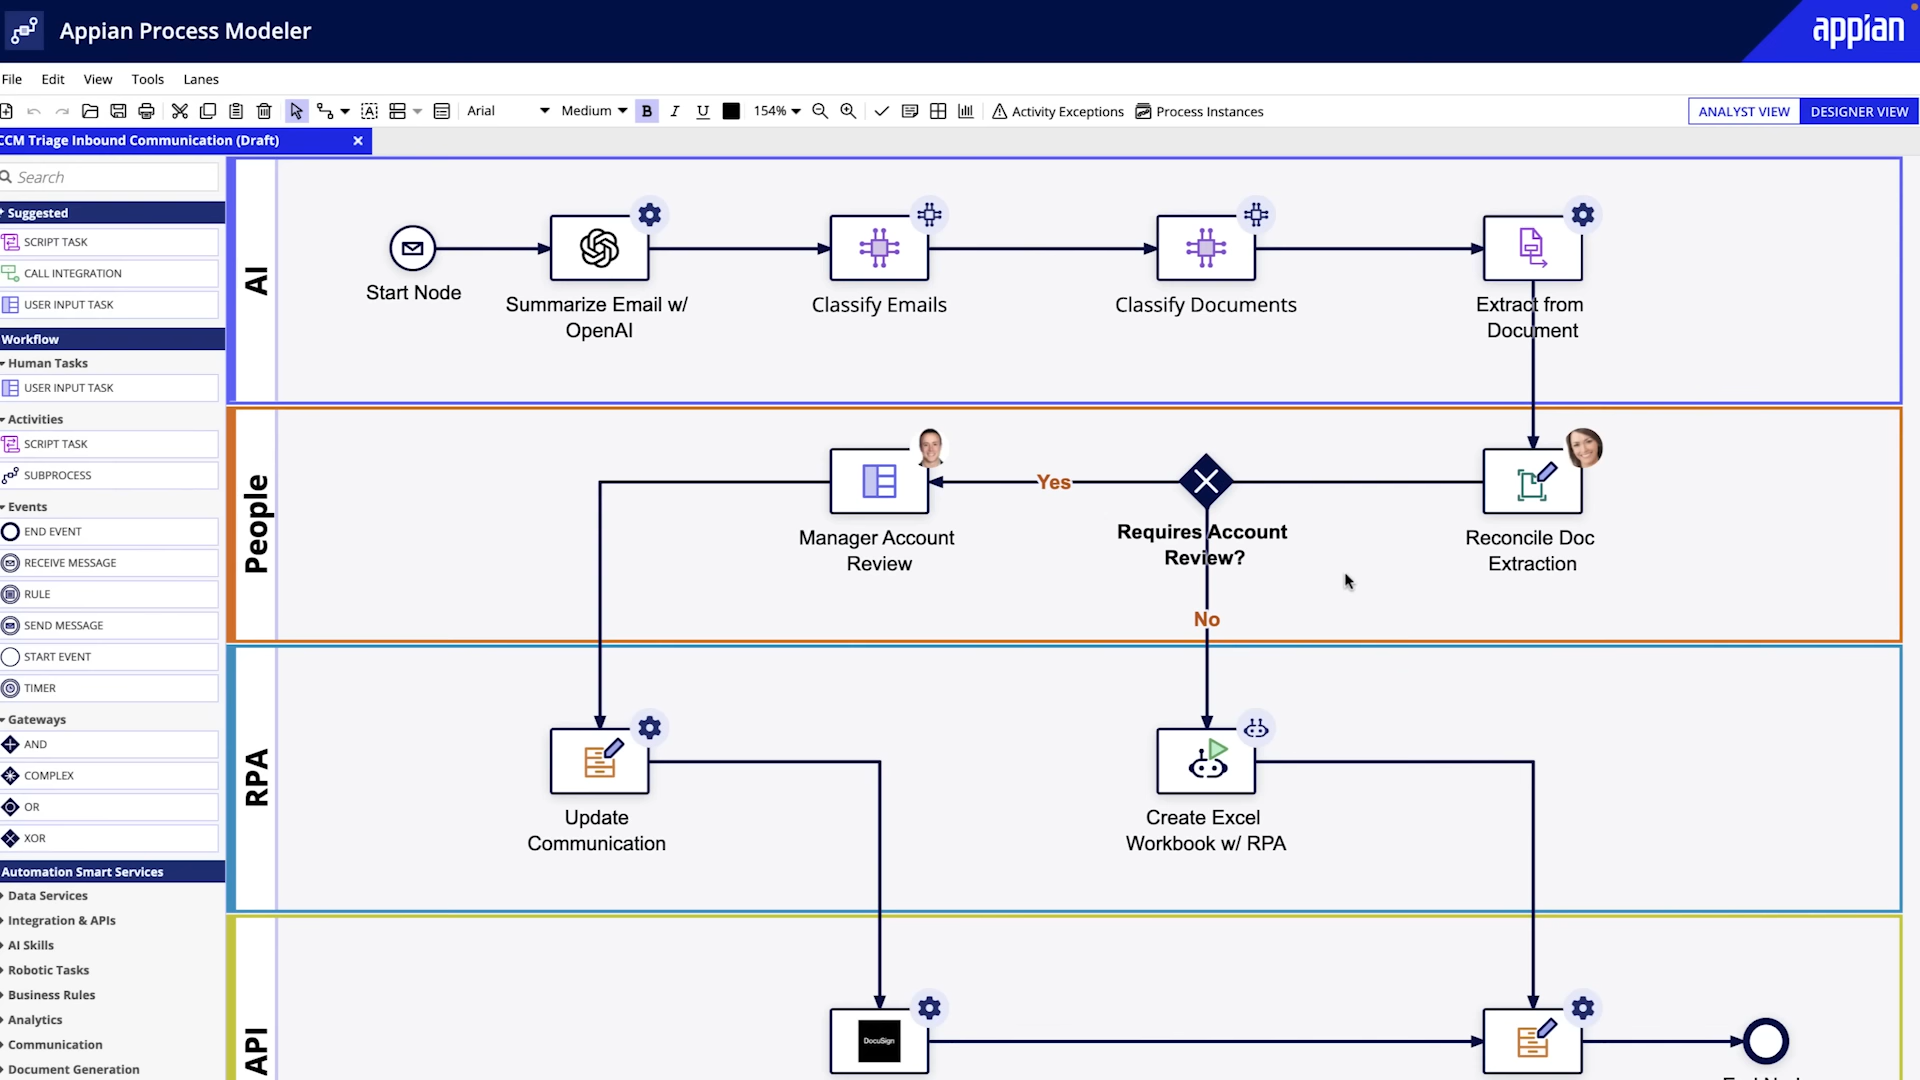 Appian Process Modeler
appian
File Edit View Tools Lanes
Arial Medium B I U 154% Activity Exceptions Process Instances ANALYST VIEW DESIGNER VIEW
CCM Triage Inbound Communication (Draft)
Search
Suggested
SCRIPT TASK
CALL INTEGRATION
USER INPUT TASK
Workflow
Human Tasks
USER INPUT TASK
Activities
SCRIPT TASK
SUBPROCESS
Events
END EVENT
RECEIVE MESSAGE
RULE
SEND MESSAGE
START EVENT
TIMER
Gateways
AND
COMPLEX
OR
XOR
Automation Smart Services
Data Services
Integration & APIs
AI Skills
Robotic Tasks
Business Rules
Analytics
Communication
Document Generation
AI
Start Node
Summarize Email w/
OpenAI
Classify Emails
Classify Documents
Extract from
Document
People
Manager Account
Review
Yes
Requires Account
Review?
No
Reconcile Doc
Extraction
RPA
Update
Communication
Create Excel
Workbook w/ RPA
API
DocuSign